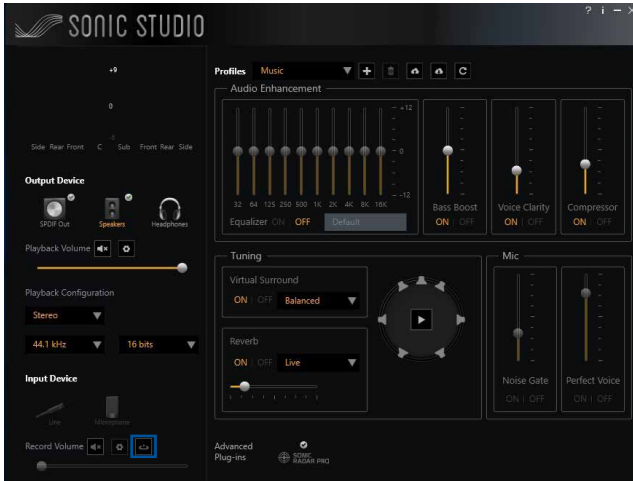 SONIC STUDIO
? i
+9
0
-8
Side Rear Front C Sub Front Rear Side
Output Device
SPDIF Out Speakers Headphones
Playback Volume
Playback Configuration
Stereo
44.1 kHz 16 bits
Input Device
Line Microphone
Record Volume
Profiles Music
Audio Enhancement
+12
0
-12
32 64 125 250 500 1K 2K 4K 8K 16K
Equalizer ON OFF Default
Bass Boost
ON | OFF
Voice Clarity
ON | OFF
Compressor
ON | OFF
Tuning
Virtual Surround
ON | OFF Balanced
Reverb
ON | OFF Live
Mic
Noise Gate
ON | OFF
Perfect Voice
ON | OFF
Advanced
Plug-ins
SONIC
RADAR PRO